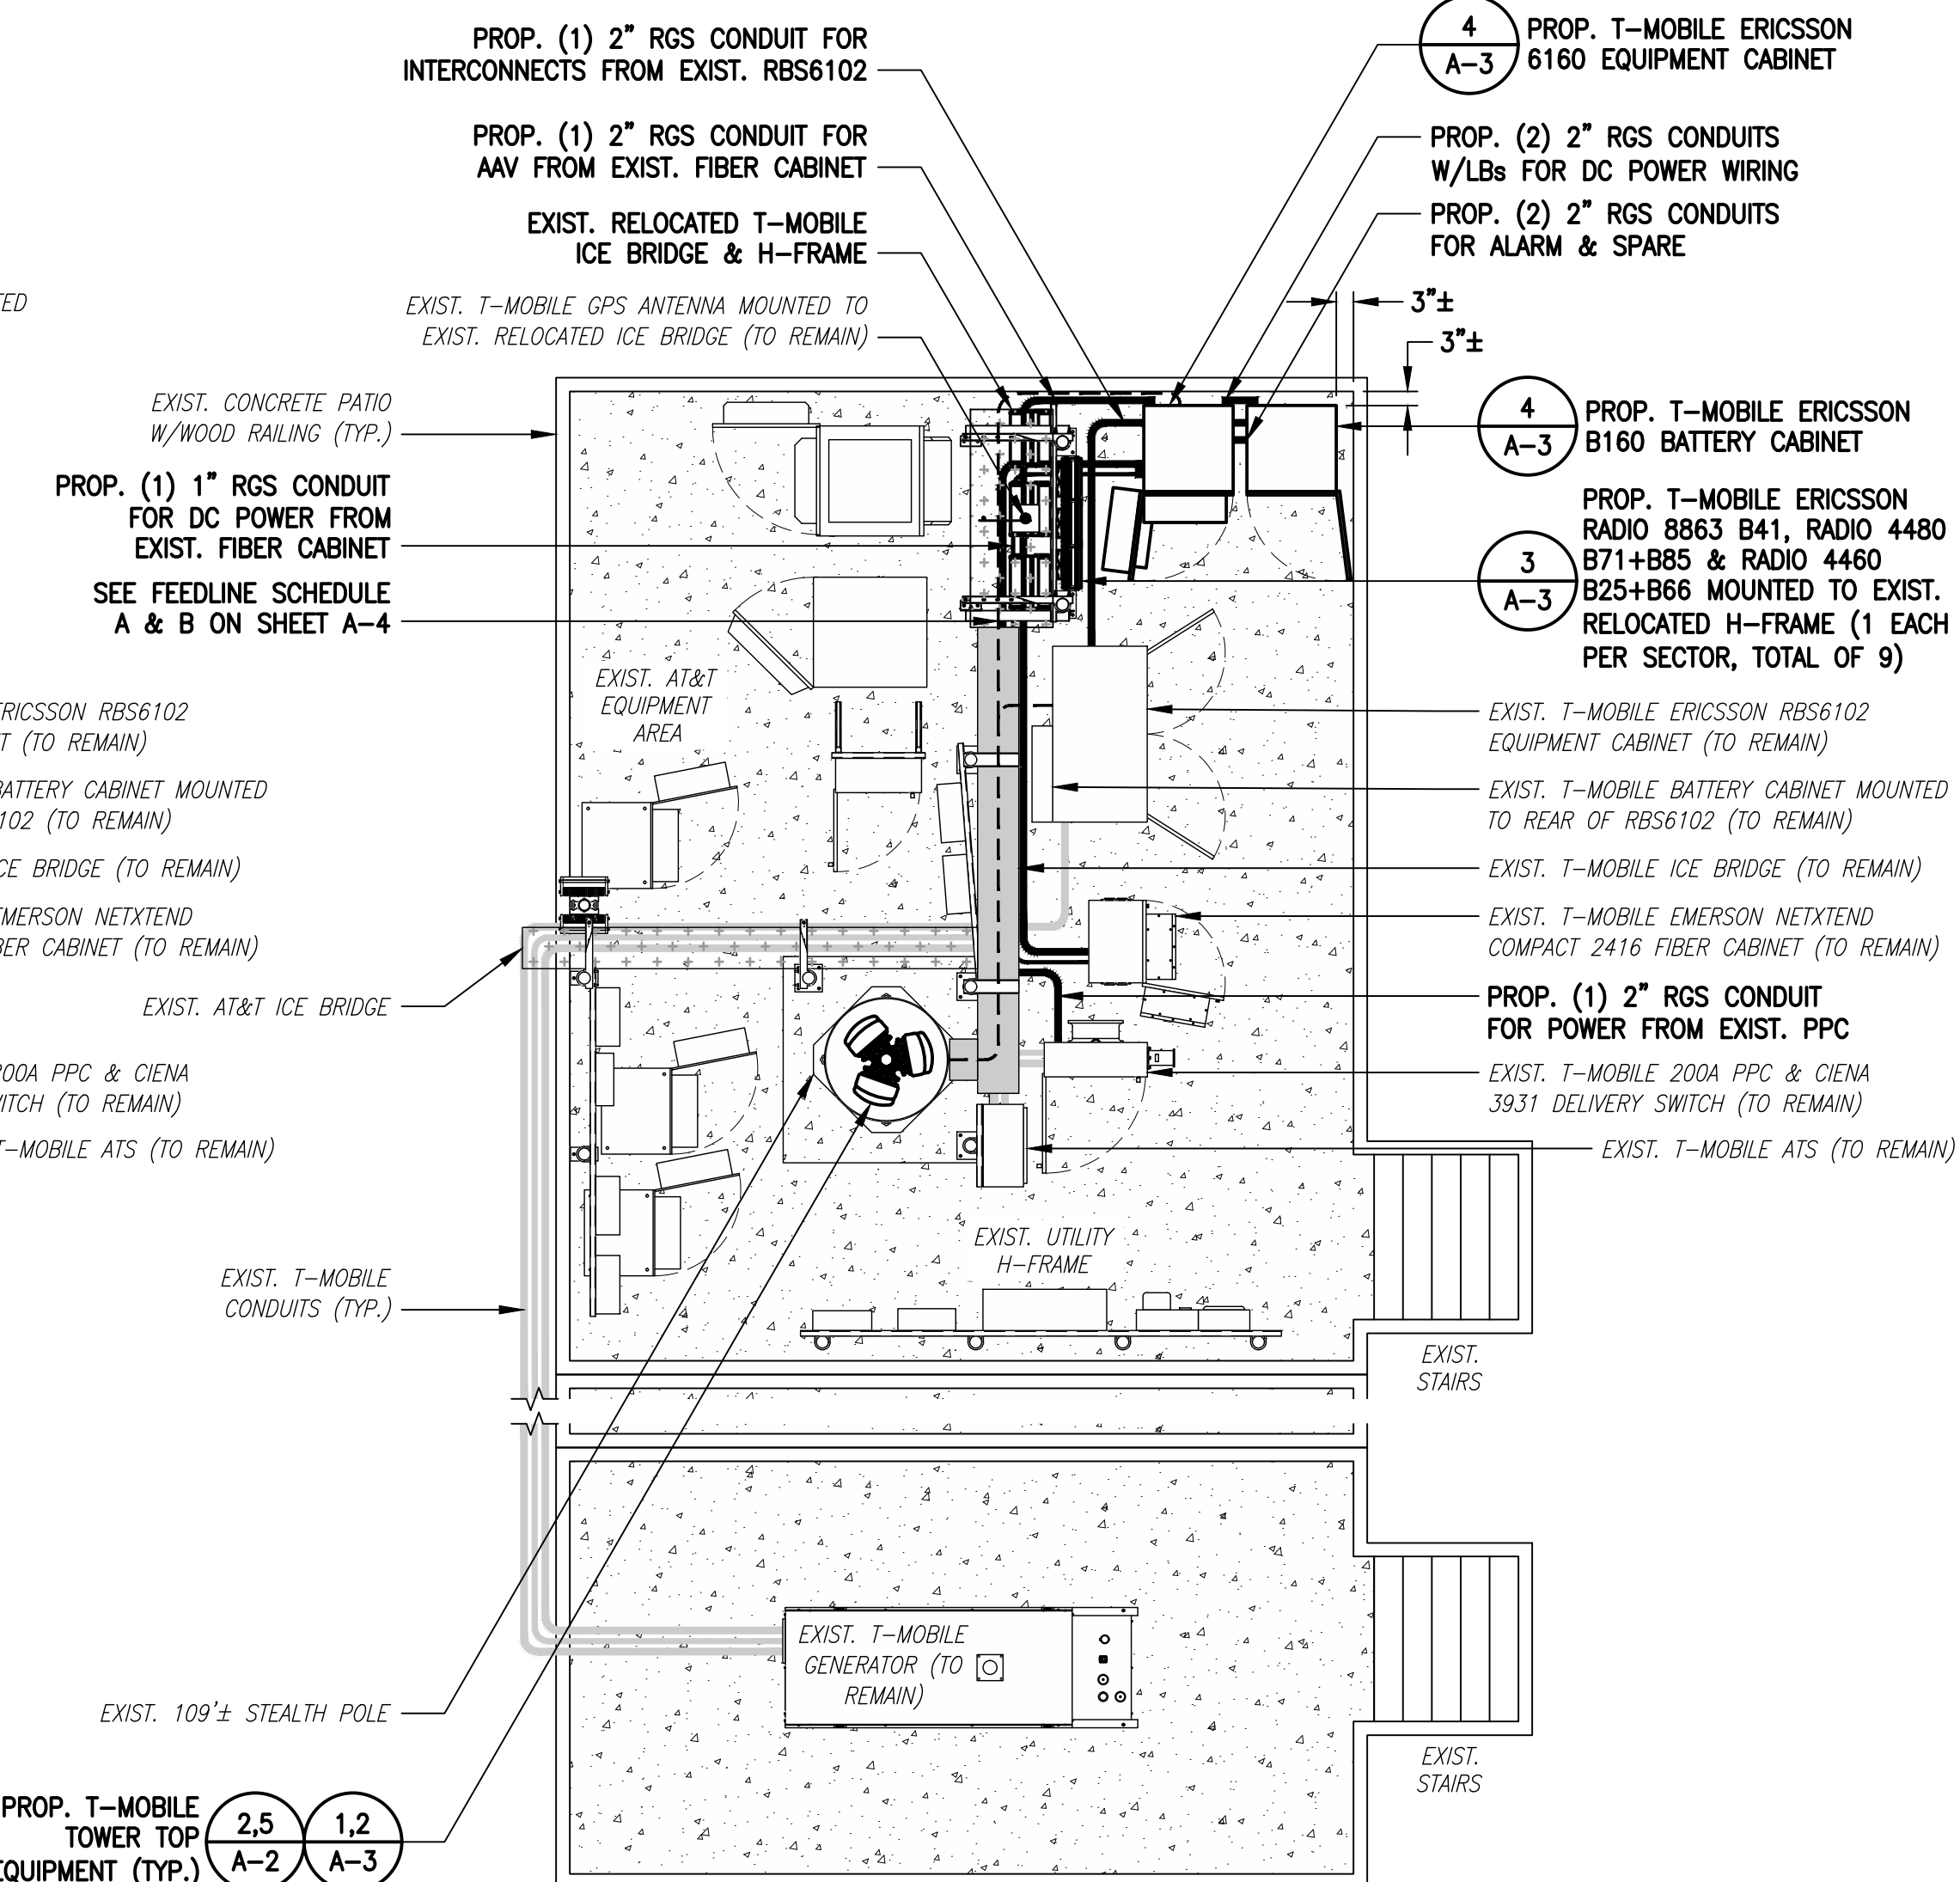 PROP. (1) 2" RGS CONDUIT FOR
INTERCONNECTS FROM EXIST. RBS6102
PROP. (1) 2" RGS CONDUIT FOR
AAV FROM EXIST. FIBER CABINET
EXIST. RELOCATED T-MOBILE
ICE BRIDGE & H-FRAME
EXIST. T-MOBILE GPS ANTENNA MOUNTED TO
EXIST. RELOCATED ICE BRIDGE (TO REMAIN)
4
A-3
PROP. T-MOBILE ERICSSON
6160 EQUIPMENT CABINET
PROP. (2) 2" RGS CONDUITS
W/LBs FOR DC POWER WIRING
PROP. (2) 2" RGS CONDUITS
FOR ALARM & SPARE
3"±
3"±
4
A-3
PROP. T-MOBILE ERICSSON
B160 BATTERY CABINET
3
A-3
PROP. T-MOBILE ERICSSON
RADIO 8863 B41, RADIO 4480
B71+B85 & RADIO 4460
B25+B66 MOUNTED TO EXIST.
RELOCATED H-FRAME (1 EACH
PER SECTOR, TOTAL OF 9)
EXIST. CONCRETE PATIO
W/WOOD RAILING (TYP.)
PROP. (1) 1" RGS CONDUIT
FOR DC POWER FROM
EXIST. FIBER CABINET
SEE FEEDLINE SCHEDULE
A & B ON SHEET A-4
EXIST. AT&T
EQUIPMENT
AREA
RBS6102
(TO REMAIN)
BATTERY CABINET MOUNTED
(TO REMAIN)
BRIDGE (TO REMAIN)
EMERSON NETXTEND
CABINET (TO REMAIN)
EXIST. AT&T ICE BRIDGE
PPC & CIENA
(TO REMAIN)
T-MOBILE ATS (TO REMAIN)
EXIST. T-MOBILE ERICSSON RBS6102
EQUIPMENT CABINET (TO REMAIN)
EXIST. T-MOBILE BATTERY CABINET MOUNTED
TO REAR OF RBS6102 (TO REMAIN)
EXIST. T-MOBILE ICE BRIDGE (TO REMAIN)
EXIST. T-MOBILE EMERSON NETXTEND
COMPACT 2416 FIBER CABINET (TO REMAIN)
PROP. (1) 2" RGS CONDUIT
FOR POWER FROM EXIST. PPC
EXIST. T-MOBILE 200A PPC & CIENA
3931 DELIVERY SWITCH (TO REMAIN)
EXIST. T-MOBILE ATS (TO REMAIN)
EXIST. UTILITY
H-FRAME
EXIST. T-MOBILE
CONDUITS (TYP.)
EXIST.
STAIRS
EXIST. T-MOBILE
GENERATOR (TO
REMAIN)
EXIST. 109'± STEALTH POLE
EXIST.
STAIRS
PROP. T-MOBILE
TOWER TOP
EQUIPMENT (TYP.)
2,5
A-2
1,2
A-3